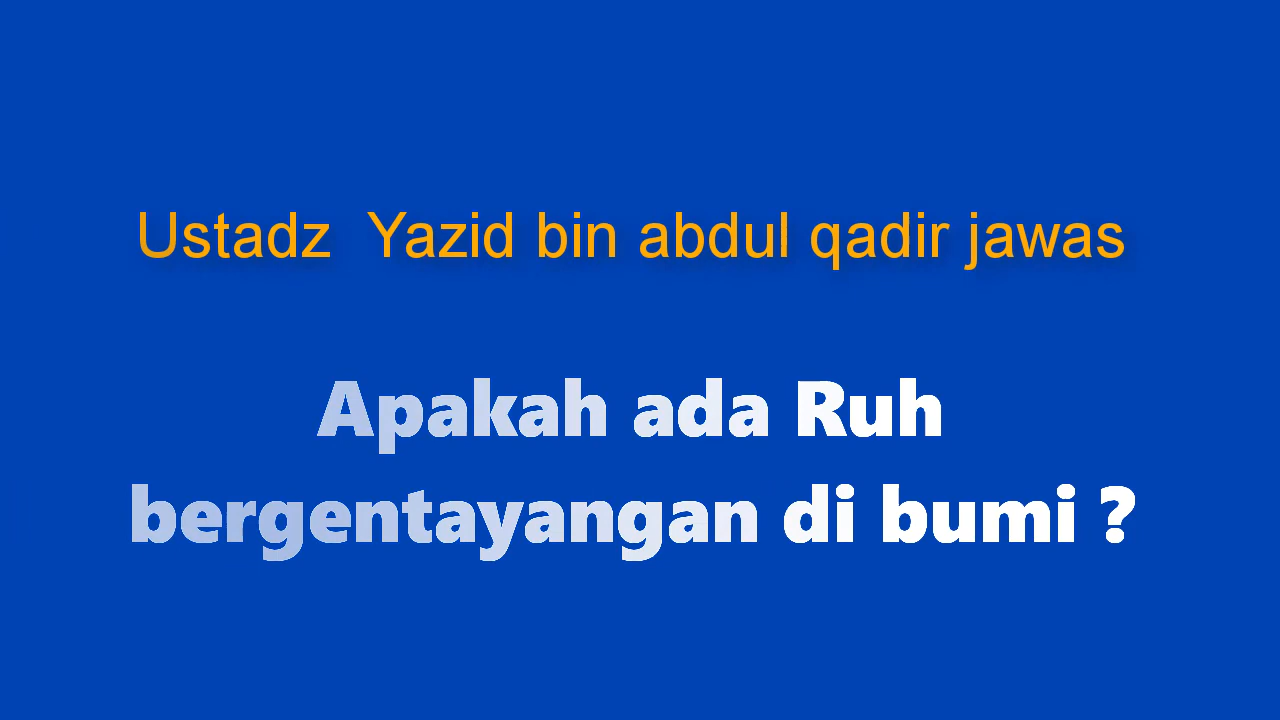 Ustadz  Yazid bin abdul qadir jawas
Apakah ada Ruh
bergentayangan di bumi ?